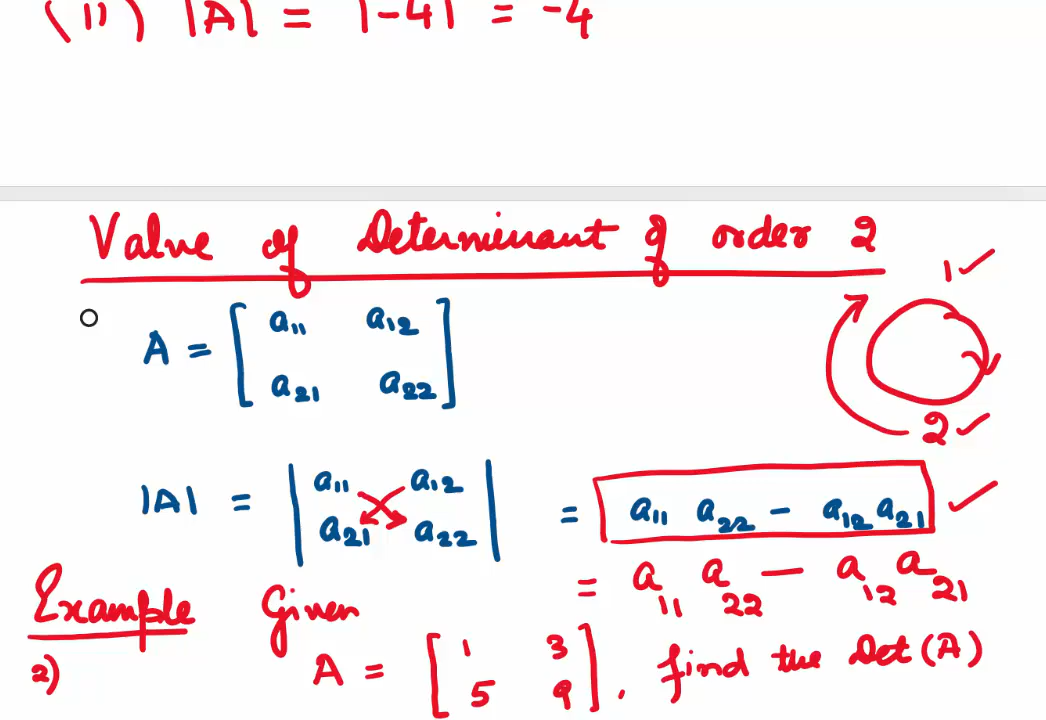 (ii) |A| = |-4| = -4
Value of Determinant of order 2
1
A = [ a11 a12
a21 a22 ]
2
|A| = | a11 a12
a21 a22 | = a11 a22 - a12 a21
= a11 a22 - a12 a21
Example Given
2) A = [ 1 3
5 9 ] . find the Det (A)